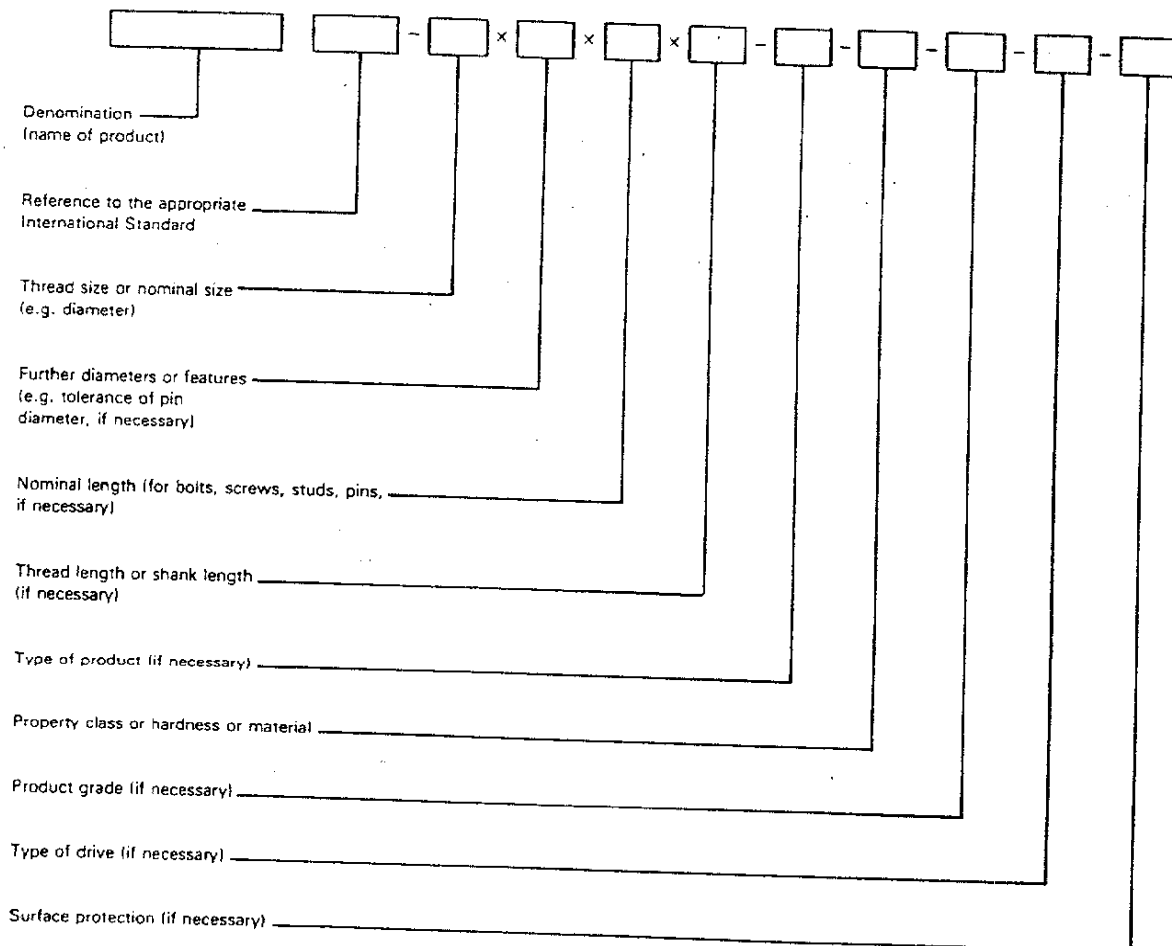 - × × × - - - - -
Denomination
(name of product)
Reference to the appropriate
International Standard
Thread size or nominal size
(e.g. diameter)
Further diameters or features
(e.g. tolerance of pin
diameter, if necessary)
Nominal length (for bolts, screws, studs, pins,
if necessary)
Thread length or shank length
(if necessary)
Type of product (if necessary)
Property class or hardness or material
Product grade (if necessary)
Type of drive (if necessary)
Surface protection (if necessary)